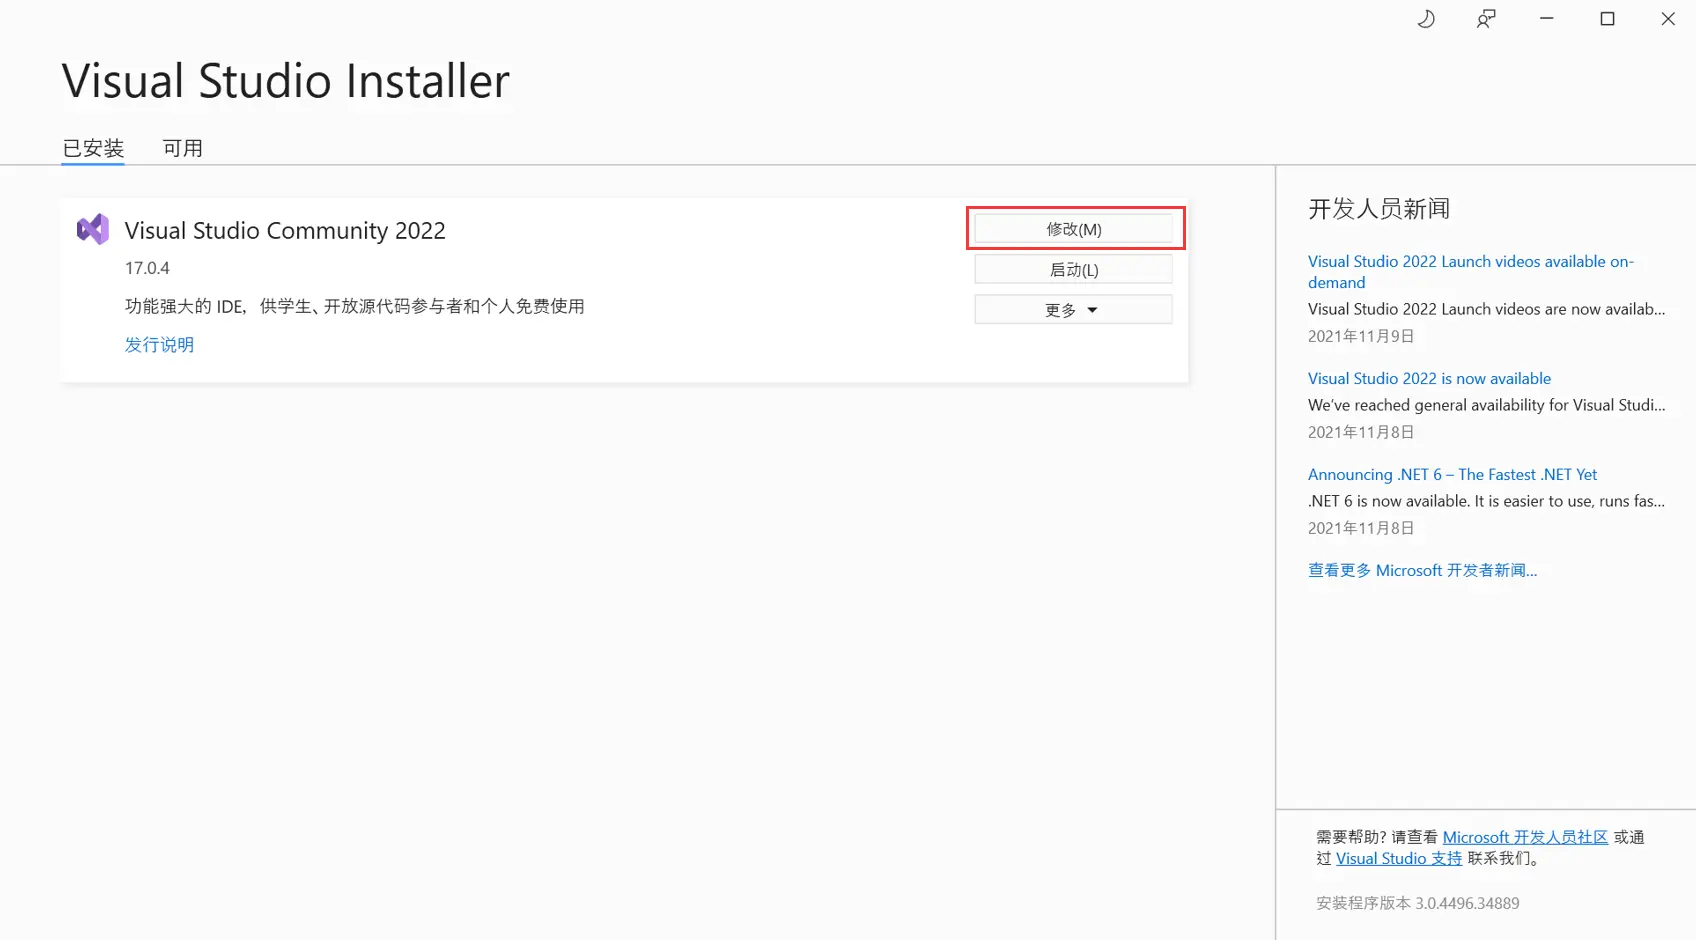 Visual Studio Installer
已安装 可用
Visual Studio Community 2022
17.0.4
功能强大的 IDE，供学生、开放源代码参与者和个人免费使用
发行说明
修改(M)
启动(L)
更多
开发人员新闻
Visual Studio 2022 Launch videos available on-
demand
Visual Studio 2022 Launch videos are now availab...
2021年11月9日
Visual Studio 2022 is now available
We’ve reached general availability for Visual Studi...
2021年11月8日
Announcing .NET 6 – The Fastest .NET Yet
.NET 6 is now available. It is easier to use, runs fas...
2021年11月8日
查看更多 Microsoft 开发者新闻...
需要帮助? 请查看 Microsoft 开发人员社区 或通
过 Visual Studio 支持 联系我们。
安装程序版本 3.0.4496.34889